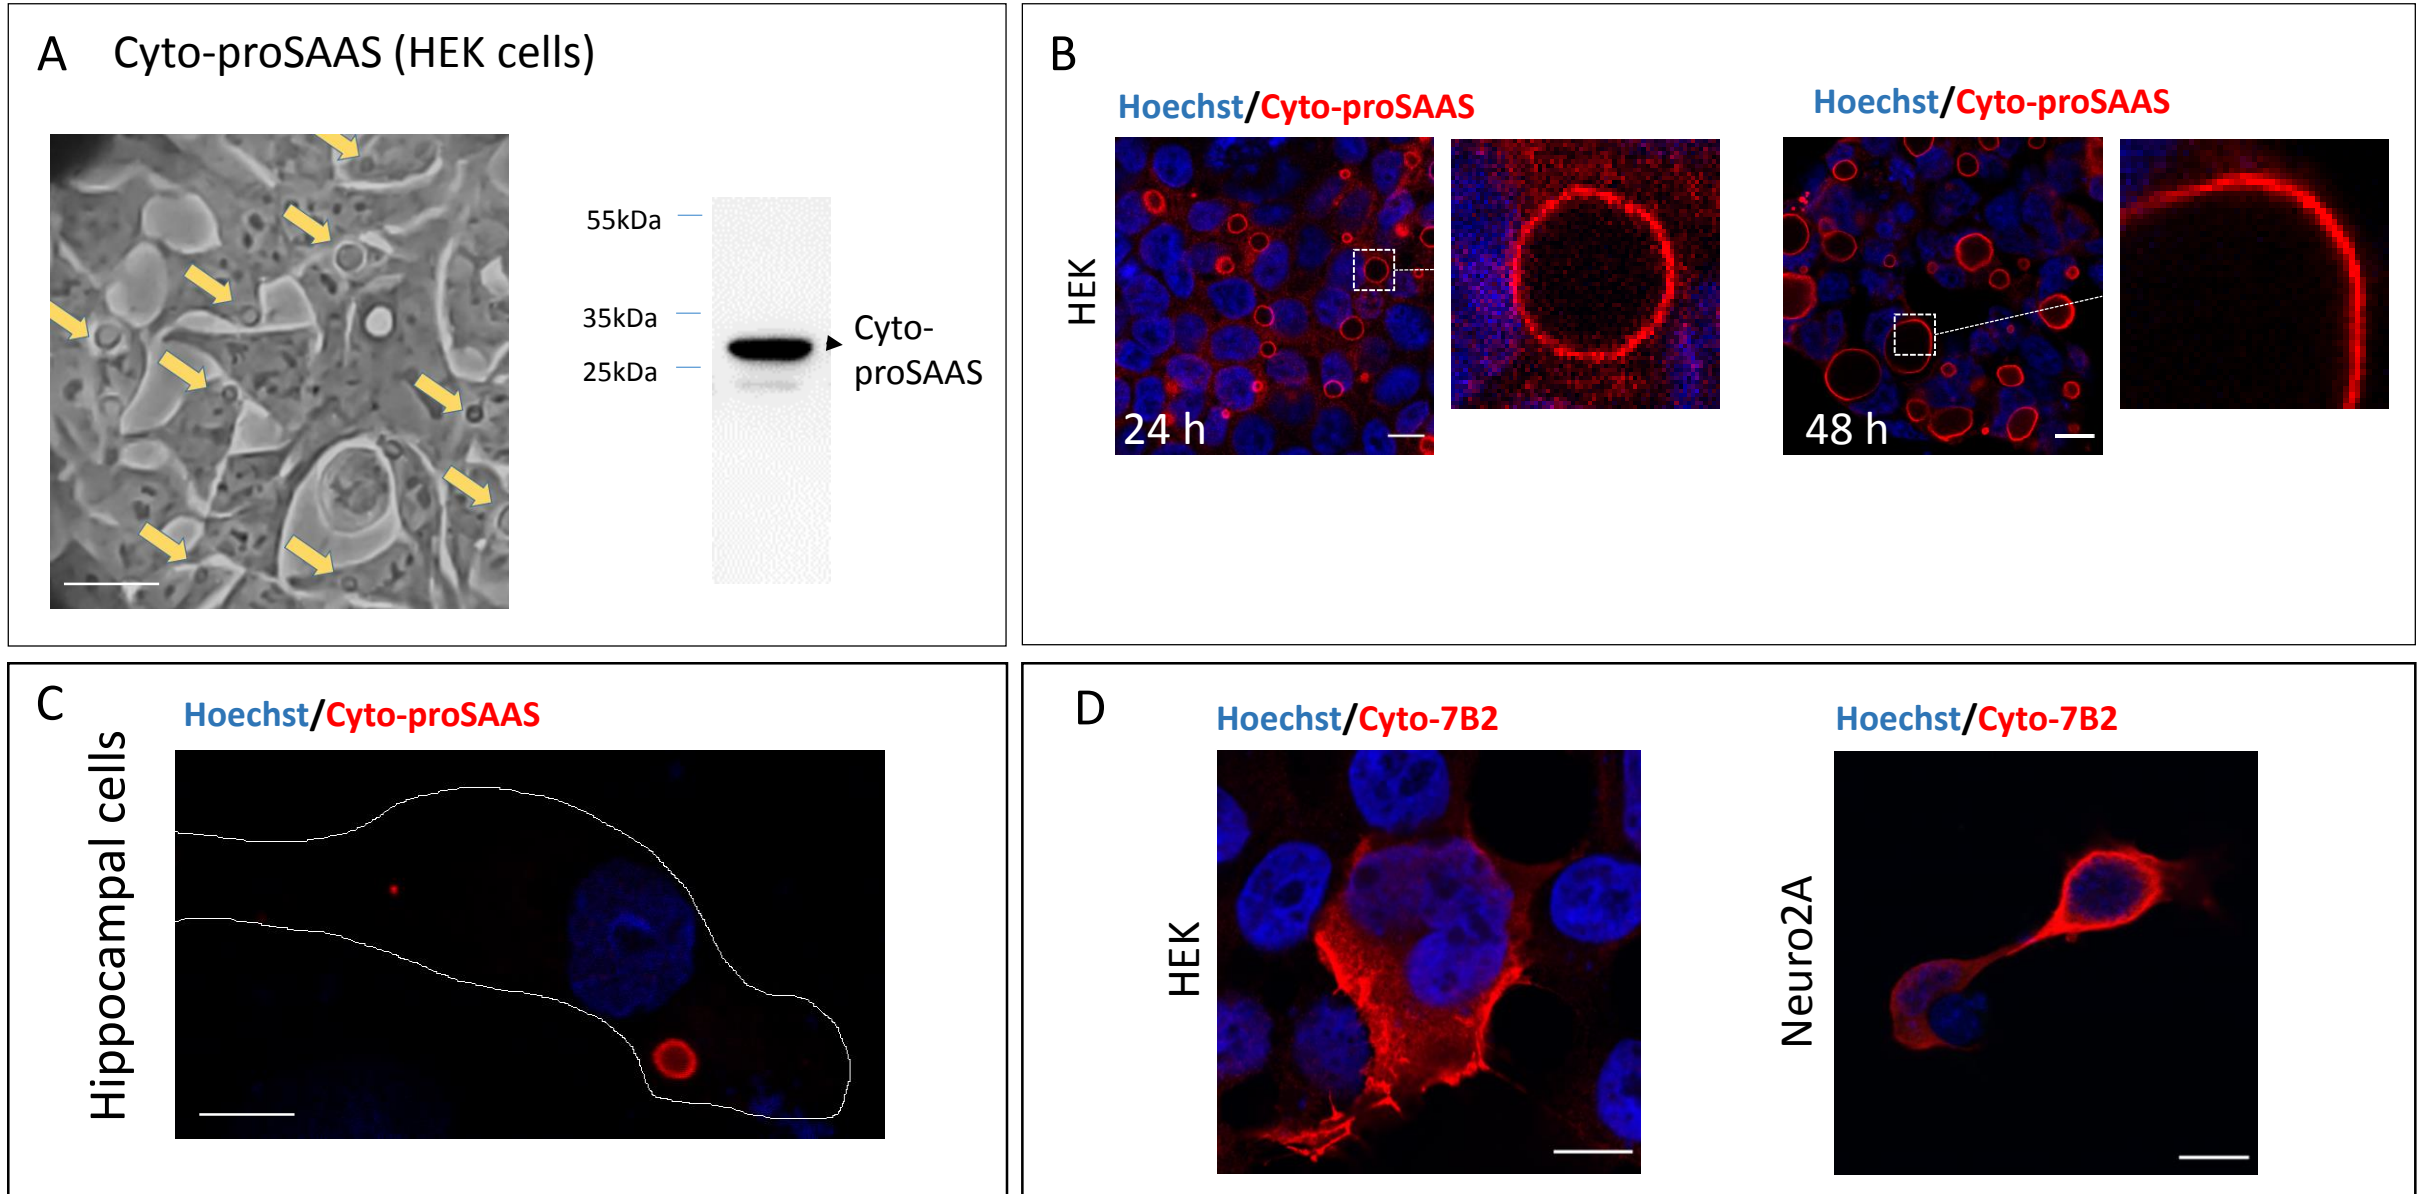 A Cyto-proSAAS (HEK cells)
55kDa
35kDa
25kDa
Cyto-
proSAAS
B
Hoechst/Cyto-proSAAS
Hoechst/Cyto-proSAAS
HEK
24 h
48 h
C
Hoechst/Cyto-proSAAS
Hippocampal cells
D
Hoechst/Cyto-7B2
Hoechst/Cyto-7B2
HEK
Neuro2A